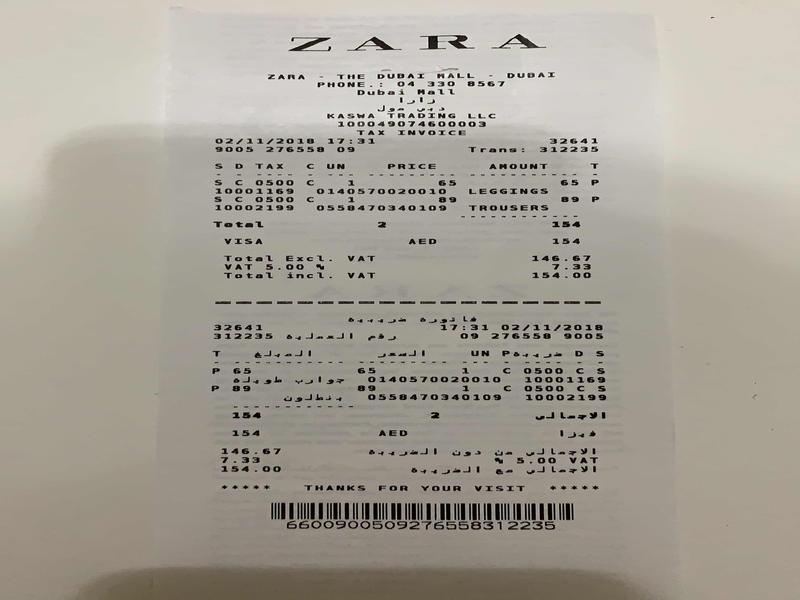 ZARA
ZARA - THE DUBAI MALL - DUBAI
PHONE.: 04 330 8567
Dubai Mall
زارا
دبي مول
KASWA TRADING LLC
100049074600003
TAX INVOICE
02/11/2018 17:31 32641
9005 276558 09 Trans: 312235
S D TAX C UN PRICE AMOUNT T
S C 0500 C 1 65 65 P
10001169 0140570020010 LEGGINGS
S C 0500 C 1 89 89 P
10002199 0558470340109 TROUSERS
Total 2 154
VISA AED 154
Total Excl. VAT 146.67
VAT 5.00 % 7.33
Total incl. VAT 154.00
فاتورة ضريبية
32641 17:31 02/11/2018
312235 رقم العملية 09 276558 9005
T المبلغ السعر UN P ضريبة D S
P 65 65 1 C 0500 C S
جوارب طويلة 0140570020010 10001169
P 89 89 1 C 0500 C S
بنطلون 0558470340109 10002199
154 2 الاجمالي
154 AED فيزا
146.67 الاجمالي من دون الضريبة
7.33 % 5.00 VAT
154.00 الاجمالي مع الضريبة
***** THANKS FOR YOUR VISIT *****
66009005092765583​12235